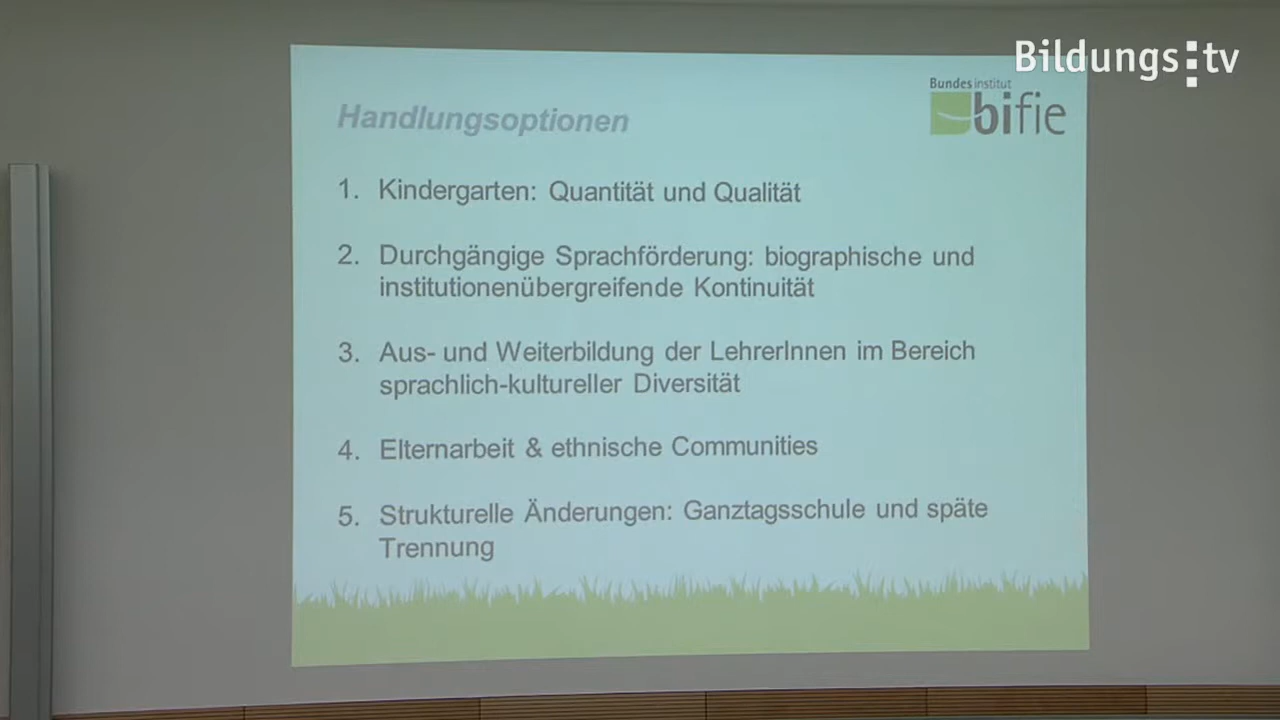 Bildungs:tv
Bundesinstitut
bifie
Handlungsoptionen
1. Kindergarten: Quantität und Qualität
2. Durchgängige Sprachförderung: biographische und
institutionenübergreifende Kontinuität
3. Aus- und Weiterbildung der LehrerInnen im Bereich
sprachlich-kultureller Diversität
4. Elternarbeit & ethnische Communities
5. Strukturelle Änderungen: Ganztagsschule und späte
Trennung